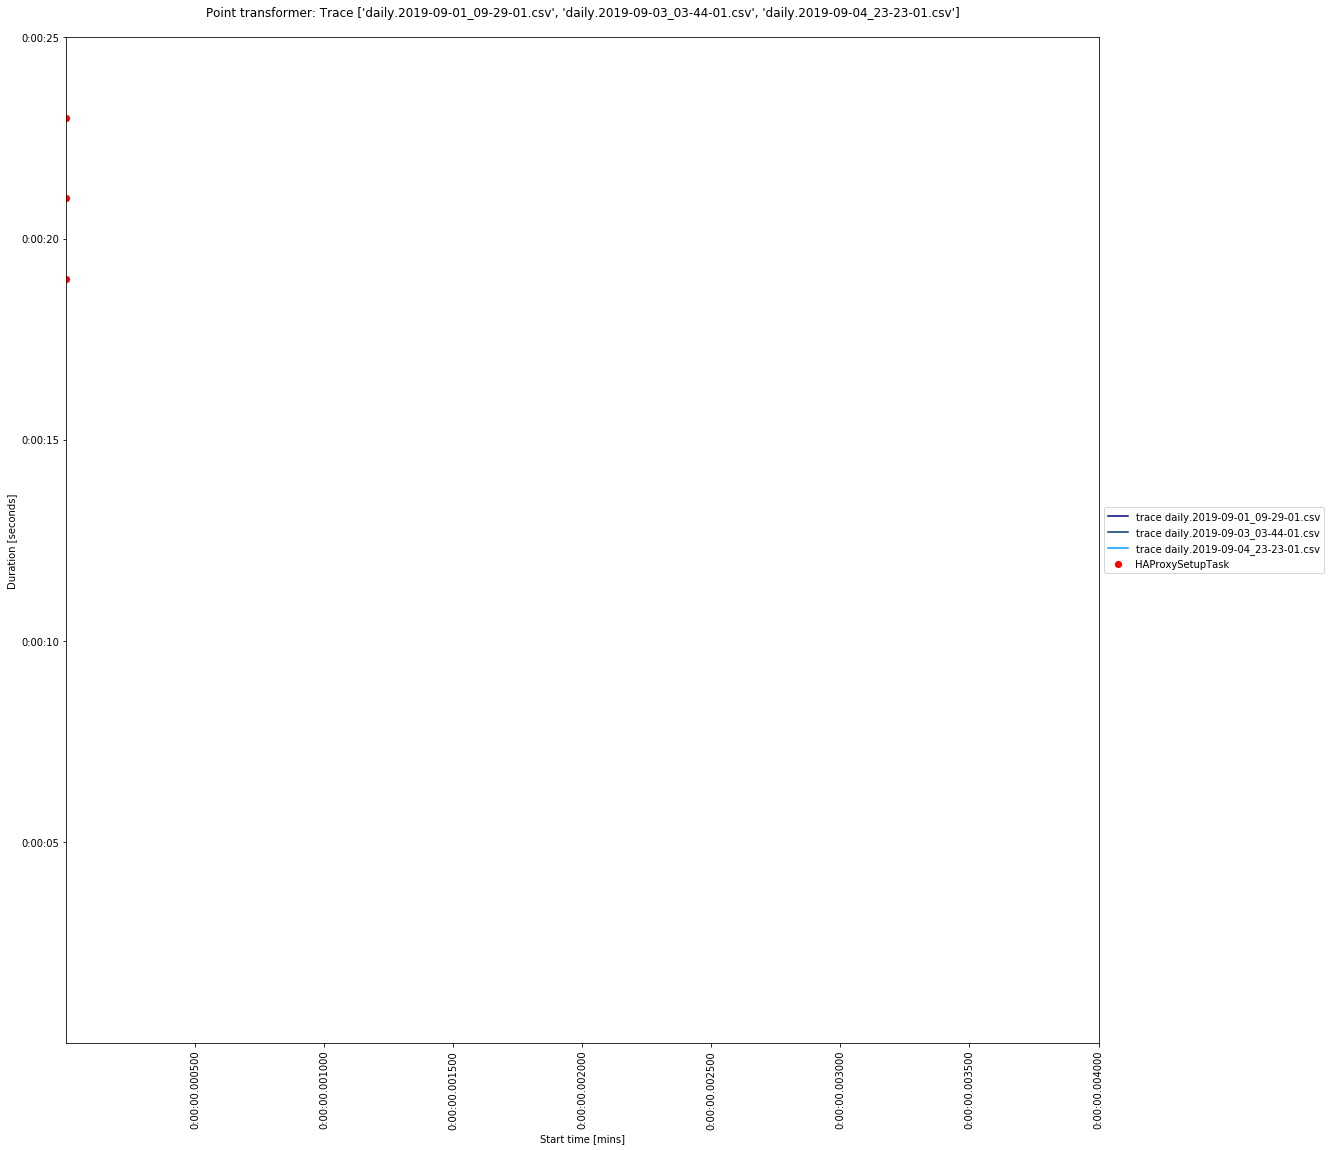 Point transformer: Trace ['daily.2019-09-01_09-29-01.csv', 'daily.2019-09-03_03-44-01.csv', 'daily.2019-09-04_23-23-01.csv']
0:00:25
0:00:20
0:00:15
0:00:10
0:00:05
Duration [seconds]
0:00:00.000500
0:00:00.001000
0:00:00.001500
0:00:00.002000
0:00:00.002500
0:00:00.003000
0:00:00.003500
0:00:00.004000
Start time [mins]
trace daily.2019-09-01_09-29-01.csv
trace daily.2019-09-03_03-44-01.csv
trace daily.2019-09-04_23-23-01.csv
HAProxySetupTask